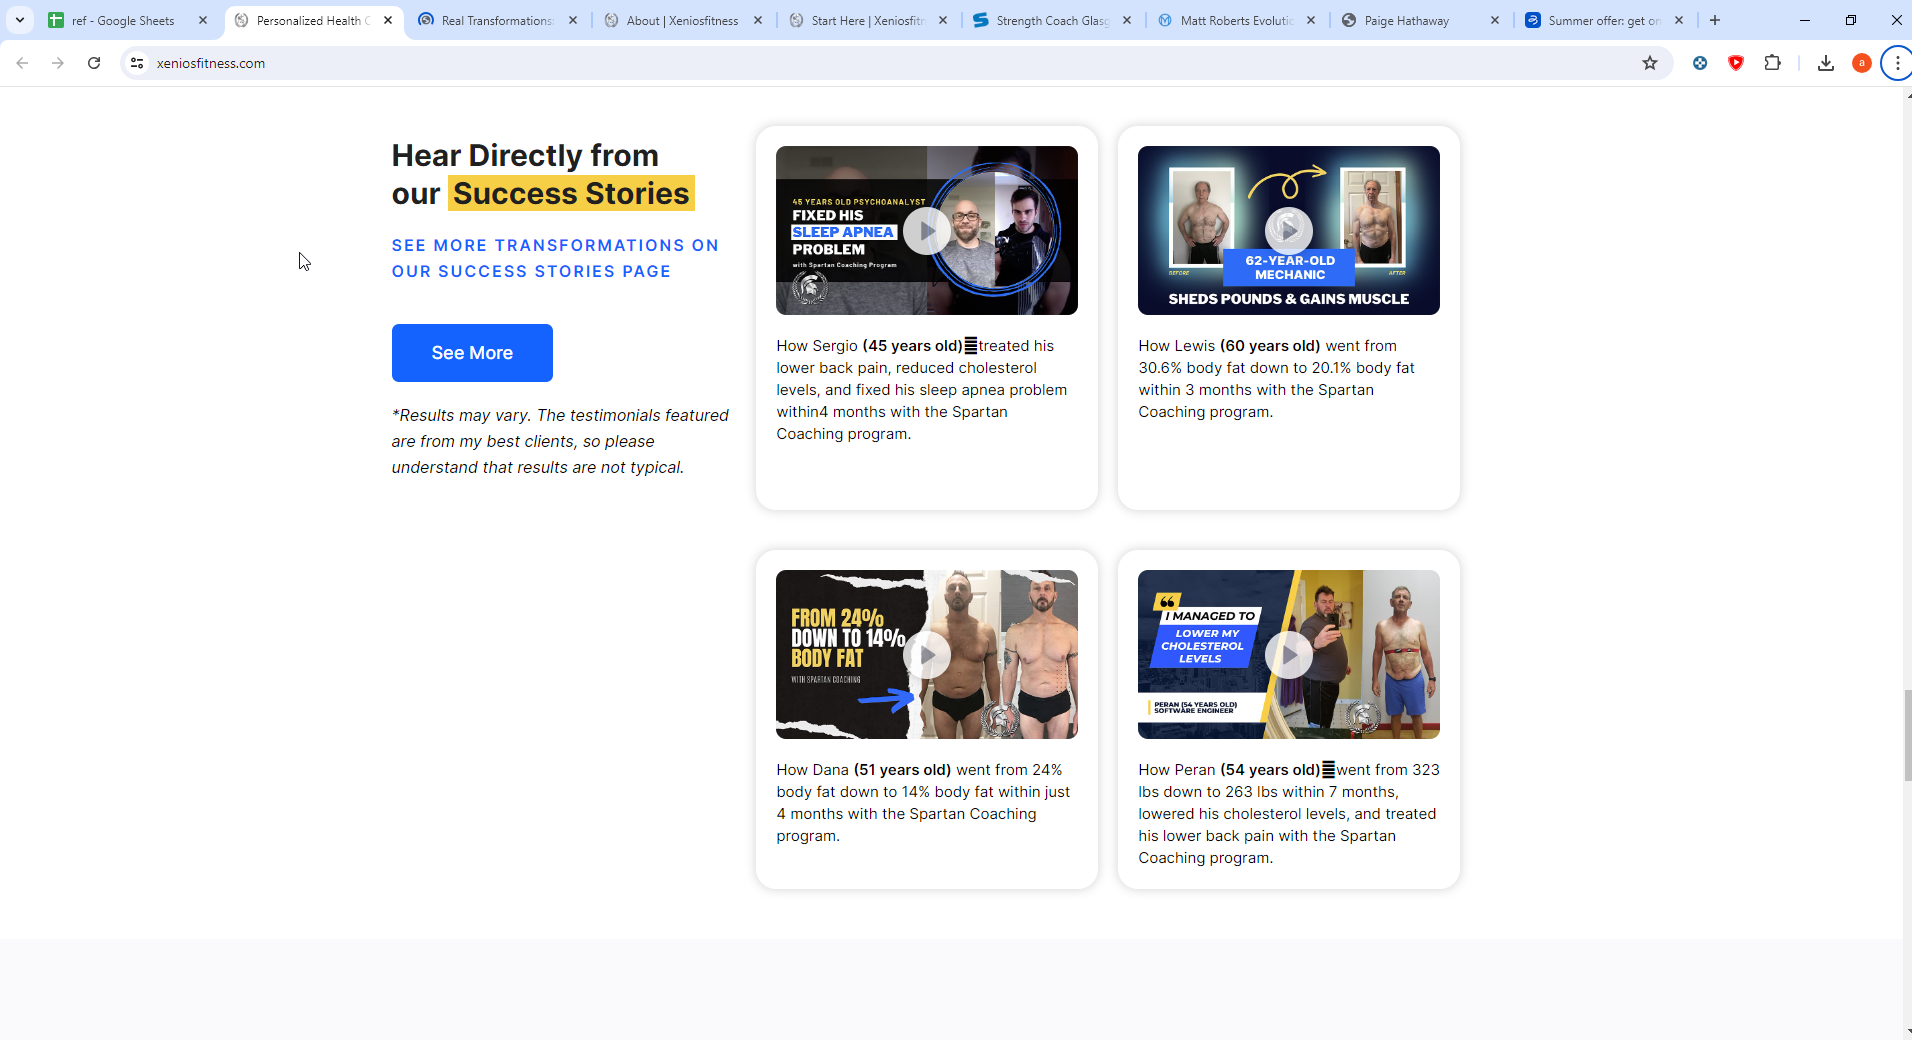 ref - Google Sheets
Personalized Health C
Real Transformations:
About | Xeniosfitness
Start Here | Xeniosfitn
Strength Coach Glasg
Matt Roberts Evolutio
Paige Hathaway
Summer offer: get on
xeniosfitness.com
a
Hear Directly from
our Success Stories
SEE MORE TRANSFORMATIONS ON
OUR SUCCESS STORIES PAGE
See More
*Results may vary. The testimonials featured
are from my best clients, so please
understand that results are not typical.
45 YEARS OLD PSYCHOANALYST
FIXED HIS
SLEEP APNEA
PROBLEM
with Spartan Coaching Program
How Sergio (45 years old) treated his
lower back pain, reduced cholesterol
levels, and fixed his sleep apnea problem
within4 months with the Spartan
Coaching program.
BEFORE
AFTER
62-YEAR-OLD
MECHANIC
SHEDS POUNDS & GAINS MUSCLE
How Lewis (60 years old) went from
30.6% body fat down to 20.1% body fat
within 3 months with the Spartan
Coaching program.
FROM 24%
DOWN TO 14%
BODY FAT
WITH SPARTAN COACHING
How Dana (51 years old) went from 24%
body fat down to 14% body fat within just
4 months with the Spartan Coaching
program.
I MANAGED TO
LOWER MY
CHOLESTEROL
LEVELS
PERAN (54 YEARS OLD)
SOFTWARE ENGINEER
How Peran (54 years old) went from 323
lbs down to 263 lbs within 7 months,
lowered his cholesterol levels, and treated
his lower back pain with the Spartan
Coaching program.